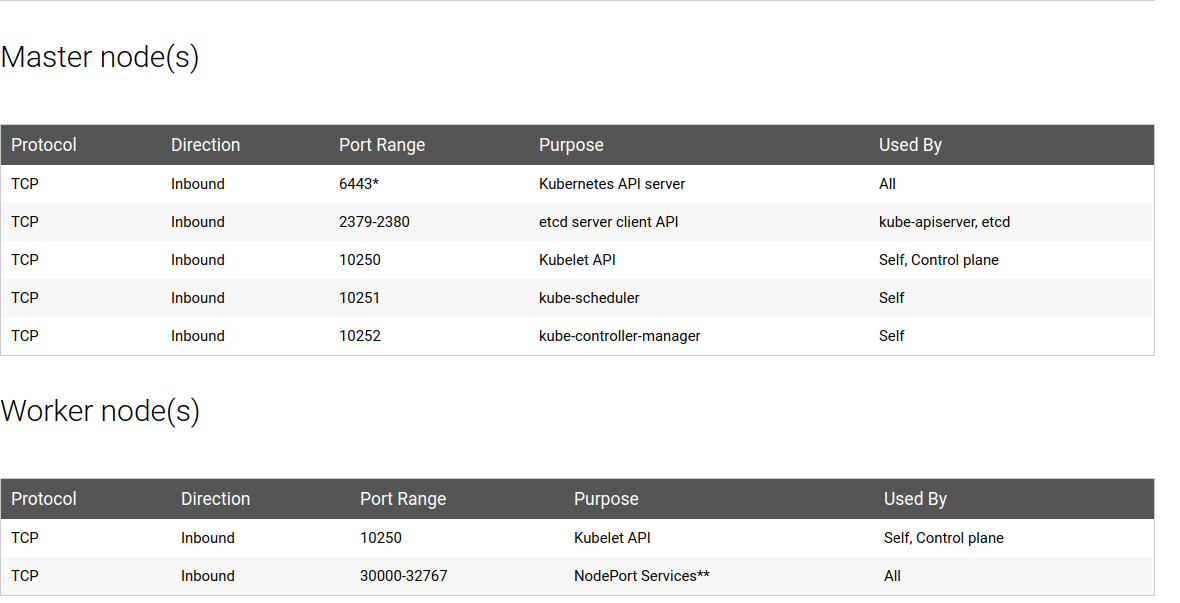 Master node(s)
Protocol Direction Port Range Purpose Used By
TCP Inbound 6443* Kubernetes API server All
TCP Inbound 2379-2380 etcd server client API kube-apiserver, etcd
TCP Inbound 10250 Kubelet API Self, Control plane
TCP Inbound 10251 kube-scheduler Self
TCP Inbound 10252 kube-controller-manager Self
Worker node(s)
Protocol Direction Port Range Purpose Used By
TCP Inbound 10250 Kubelet API Self, Control plane
TCP Inbound 30000-32767 NodePort Services** All